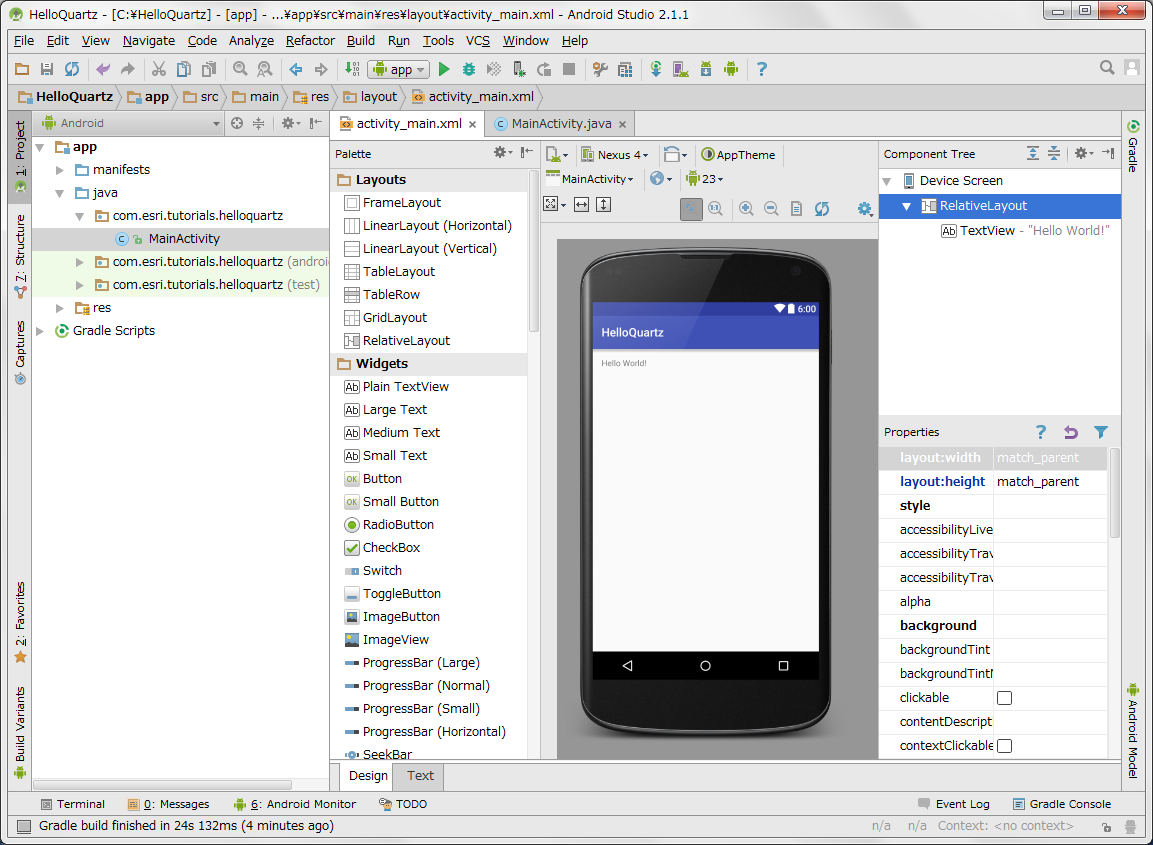 HelloQuartz - [C:¥HelloQuartz] - [app] - ...¥app¥src¥main¥res¥layout¥activity_main.xml - Android Studio 2.1.1
File Edit View Navigate Code Analyze Refactor Build Run Tools VCS Window Help
app
HelloQuartz app src main res layout activity_main.xml
1: Project
7: Structure
Captures
2: Favorites
Build Variants
Android
app
manifests
java
com.esri.tutorials.helloquartz
MainActivity
com.esri.tutorials.helloquartz (androi
com.esri.tutorials.helloquartz (test)
res
Gradle Scripts
activity_main.xml MainActivity.java
Palette
Layouts
FrameLayout
LinearLayout (Horizontal)
LinearLayout (Vertical)
TableLayout
TableRow
GridLayout
RelativeLayout
Widgets
Ab Plain TextView
Ab Large Text
Ab Medium Text
Ab Small Text
OK Button
OK Small Button
RadioButton
CheckBox
Switch
ToggleButton
ImageButton
ImageView
ProgressBar (Large)
ProgressBar (Normal)
ProgressBar (Small)
ProgressBar (Horizontal)
SeekBar
Nexus 4 AppTheme
MainActivity 23
6:00
HelloQuartz
Hello World!
Design Text
Component Tree
Device Screen
RelativeLayout
Ab TextView - "Hello World!"
Properties
layout:width match_parent
layout:height match_parent
style
accessibilityLive
accessibilityTrav
accessibilityTrav
alpha
background
backgroundTint
backgroundTintM
clickable
contentDescripti
contextClickable
Gradle
Android Model
Terminal 0: Messages 6: Android Monitor TODO Event Log Gradle Console
Gradle build finished in 24s 132ms (4 minutes ago) n/a n/a Context: <no context>